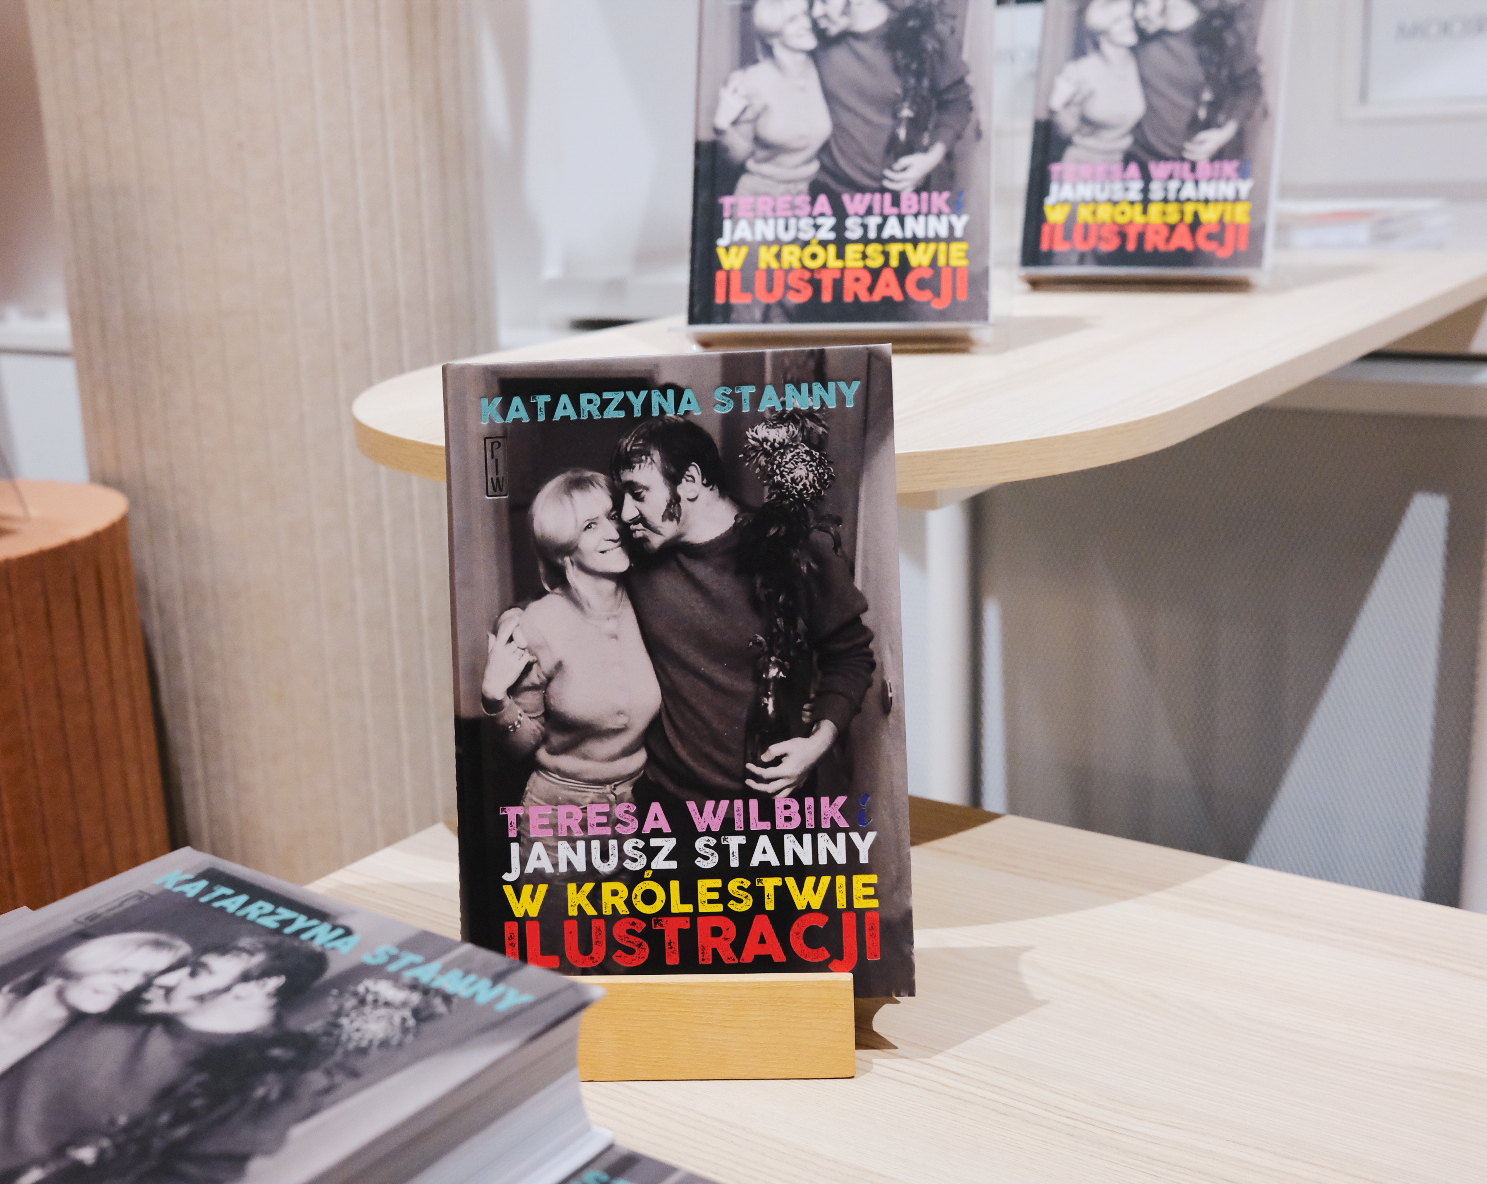 TERESA WILBIK i
JANUSZ STANNY
W KRÓLESTWIE
ILUSTRACJI
TERESA WILBIK i
JANUSZ STANNY
W KRÓLESTWIE
ILUSTRACJI
KATARZYNA STANNY
PIW
TERESA WILBIK i
JANUSZ STANNY
W KRÓLESTWIE
ILUSTRACJI
KATARZYNA STANNY